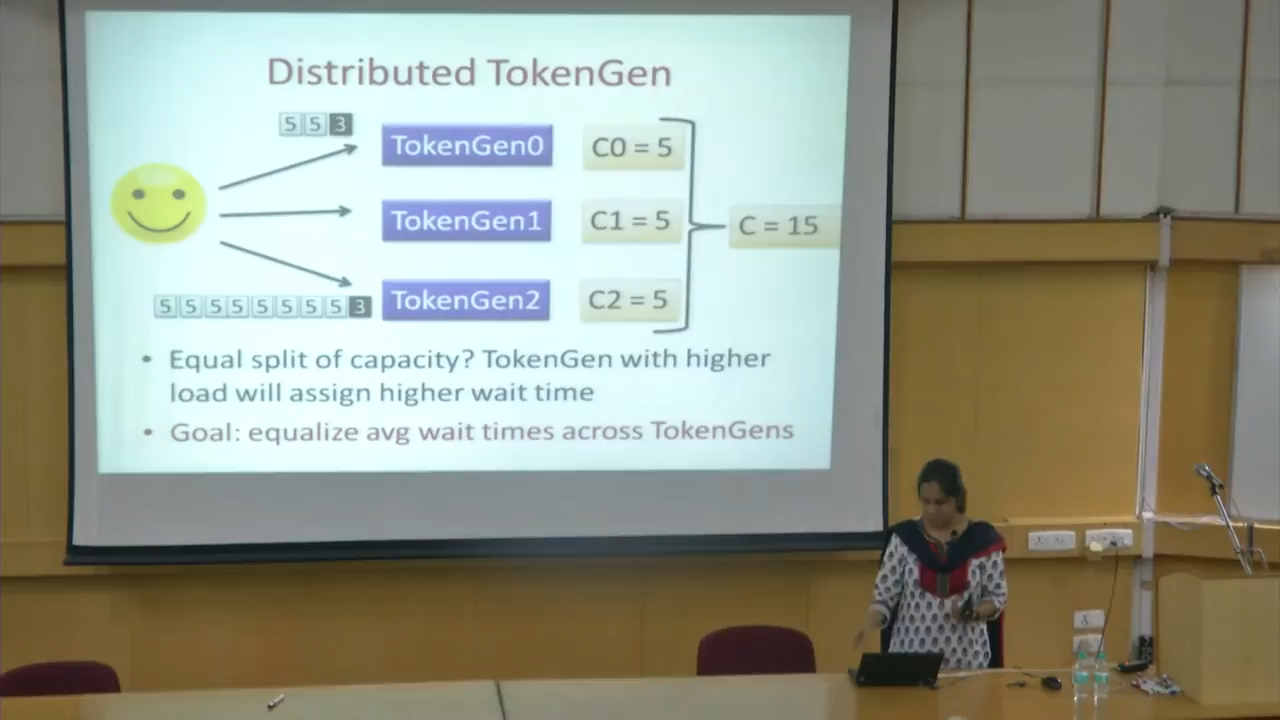 Distributed TokenGen
5 5 3
TokenGen0
C0 = 5
TokenGen1
C1 = 5
C = 15
5 5 5 5 5 5 5 5 3
TokenGen2
C2 = 5
• Equal split of capacity? TokenGen with higher
load will assign higher wait time
• Goal: equalize avg wait times across TokenGens